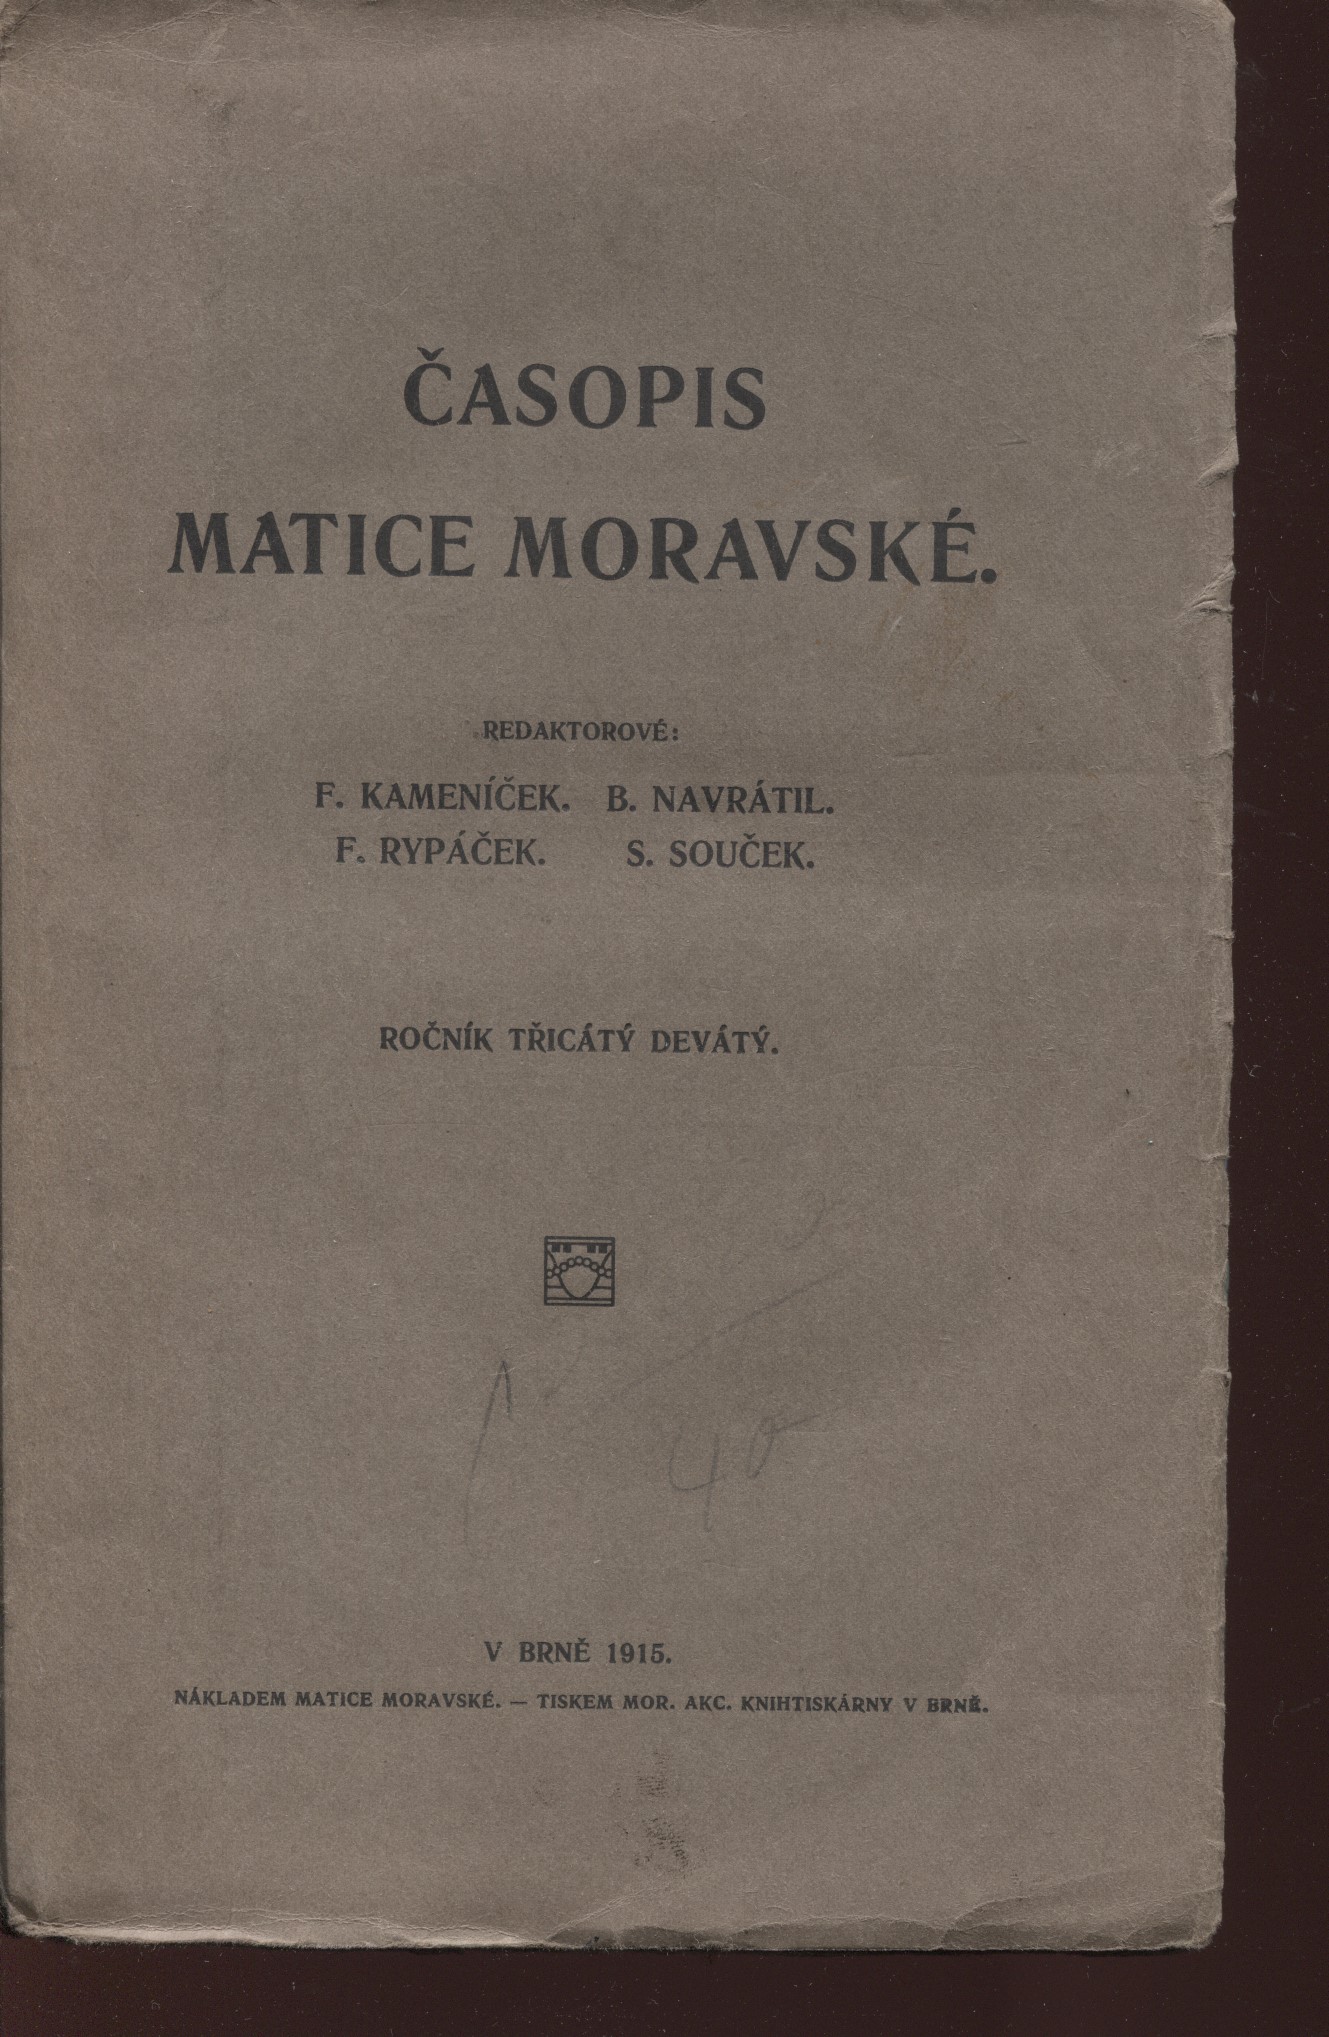 ČASOPIS
MATICE MORAVSKÉ.
REDAKTOROVÉ:
F. KAMENÍČEK. B. NAVRÁTIL.
F. RYPÁČEK. S. SOUČEK.
ROČNÍK TŘICÁTÝ DEVÁTÝ.
40
V BRNĚ 1915.
NÁKLADEM MATICE MORAVSKÉ. — TISKEM MOR. AKC. KNIHTISKÁRNY V BRNĚ.